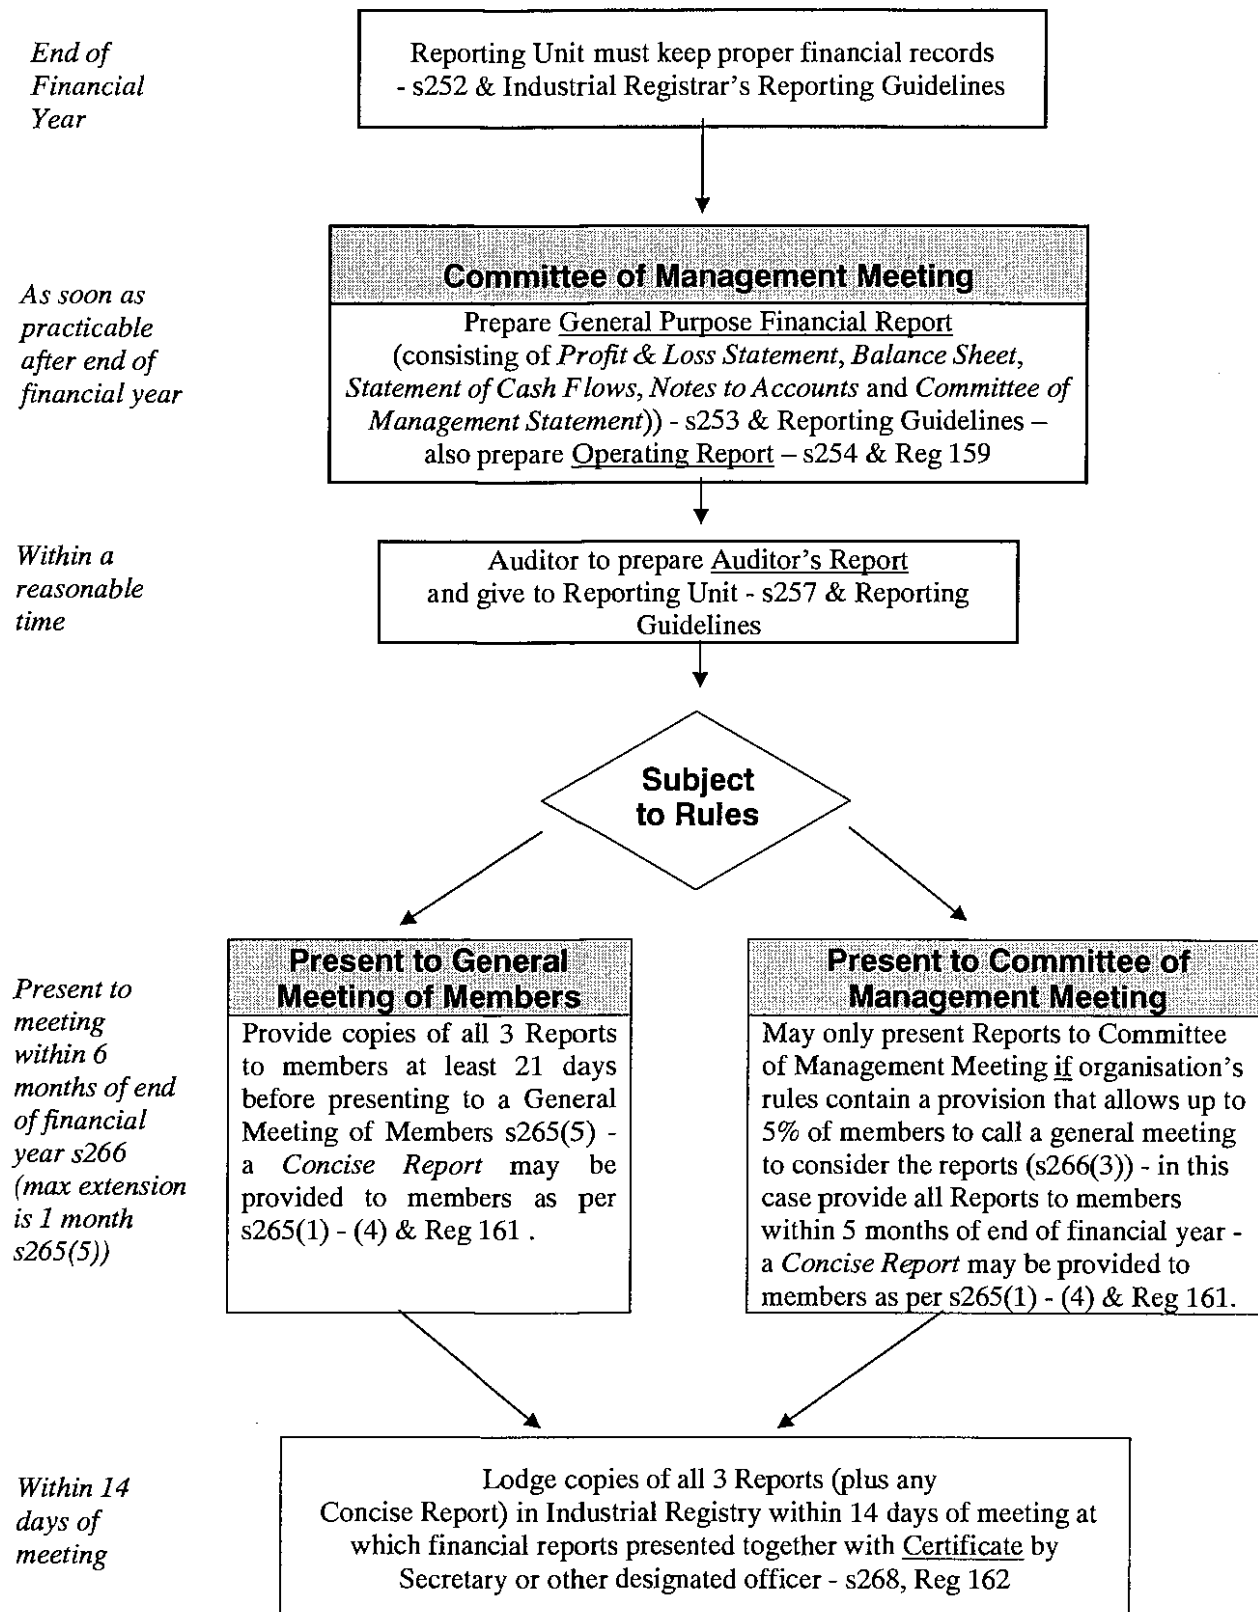 End of
Financial
Year
Reporting Unit must keep proper financial records
- s252 & Industrial Registrar's Reporting Guidelines
As soon as
practicable
after end of
financial year
Committee of Management Meeting
Prepare General Purpose Financial Report
(consisting of Profit & Loss Statement, Balance Sheet,
Statement of Cash Flows, Notes to Accounts and Committee of
Management Statement)) - s253 & Reporting Guidelines –
also prepare Operating Report – s254 & Reg 159
Within a
reasonable
time
Auditor to prepare Auditor's Report
and give to Reporting Unit - s257 & Reporting
Guidelines
Subject
to Rules
Present to
meeting
within 6
months of end
of financial
year s266
(max extension
is 1 month
s265(5))
Present to General
Meeting of Members
Provide copies of all 3 Reports
to members at least 21 days
before presenting to a General
Meeting of Members s265(5) -
a Concise Report may be
provided to members as per
s265(1) - (4) & Reg 161 .
Present to Committee of
Management Meeting
May only present Reports to Committee
of Management Meeting if organisation's
rules contain a provision that allows up to
5% of members to call a general meeting
to consider the reports (s266(3)) - in this
case provide all Reports to members
within 5 months of end of financial year -
a Concise Report may be provided to
members as per s265(1) - (4) & Reg 161.
Within 14
days of
meeting
Lodge copies of all 3 Reports (plus any
Concise Report) in Industrial Registry within 14 days of meeting at
which financial reports presented together with Certificate by
Secretary or other designated officer - s268, Reg 162